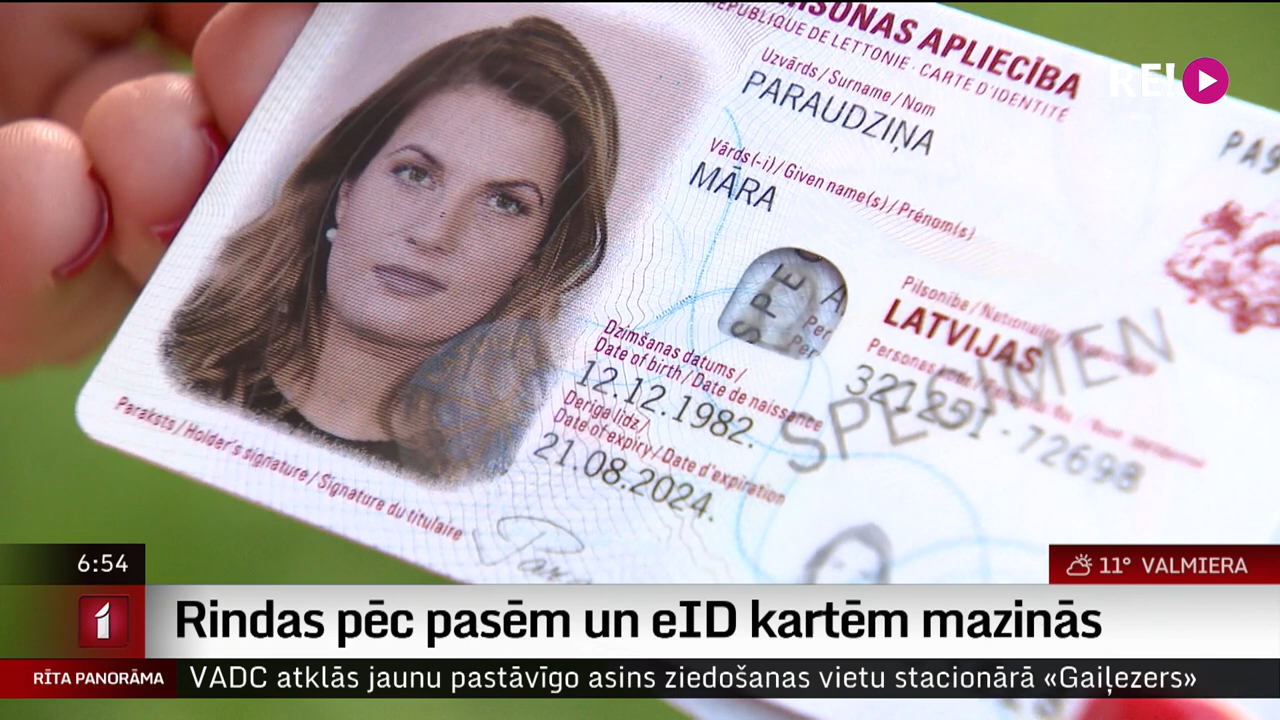 PERSONAS APLIECĪBA
RÉPUBLIQUE DE LETTONIE · CARTE D'IDENTITÉ
RE!
Uzvārds / Surname / Nom
PARAUDZIŅA
Vārds(-i) / Given name(s) / Prénom(s)
MĀRA
Pilsonība / Nationality
LATVIJAS
SPECIMEN
Dzimšanas datums /
Date of birth / Date de naissance
12.12.1982.
Derīga līdz /
Date of expiry / Date d'expiration
21.08.2024.
Paraksts / Holder's signature / Signature du titulaire
6:54
11° VALMIERA
1
Rindas pēc pasēm un eID kartēm mazinās
RĪTA PANORĀMA
VADC atklās jaunu pastāvīgo asins ziedošanas vietu stacionārā «Gaiļezers»